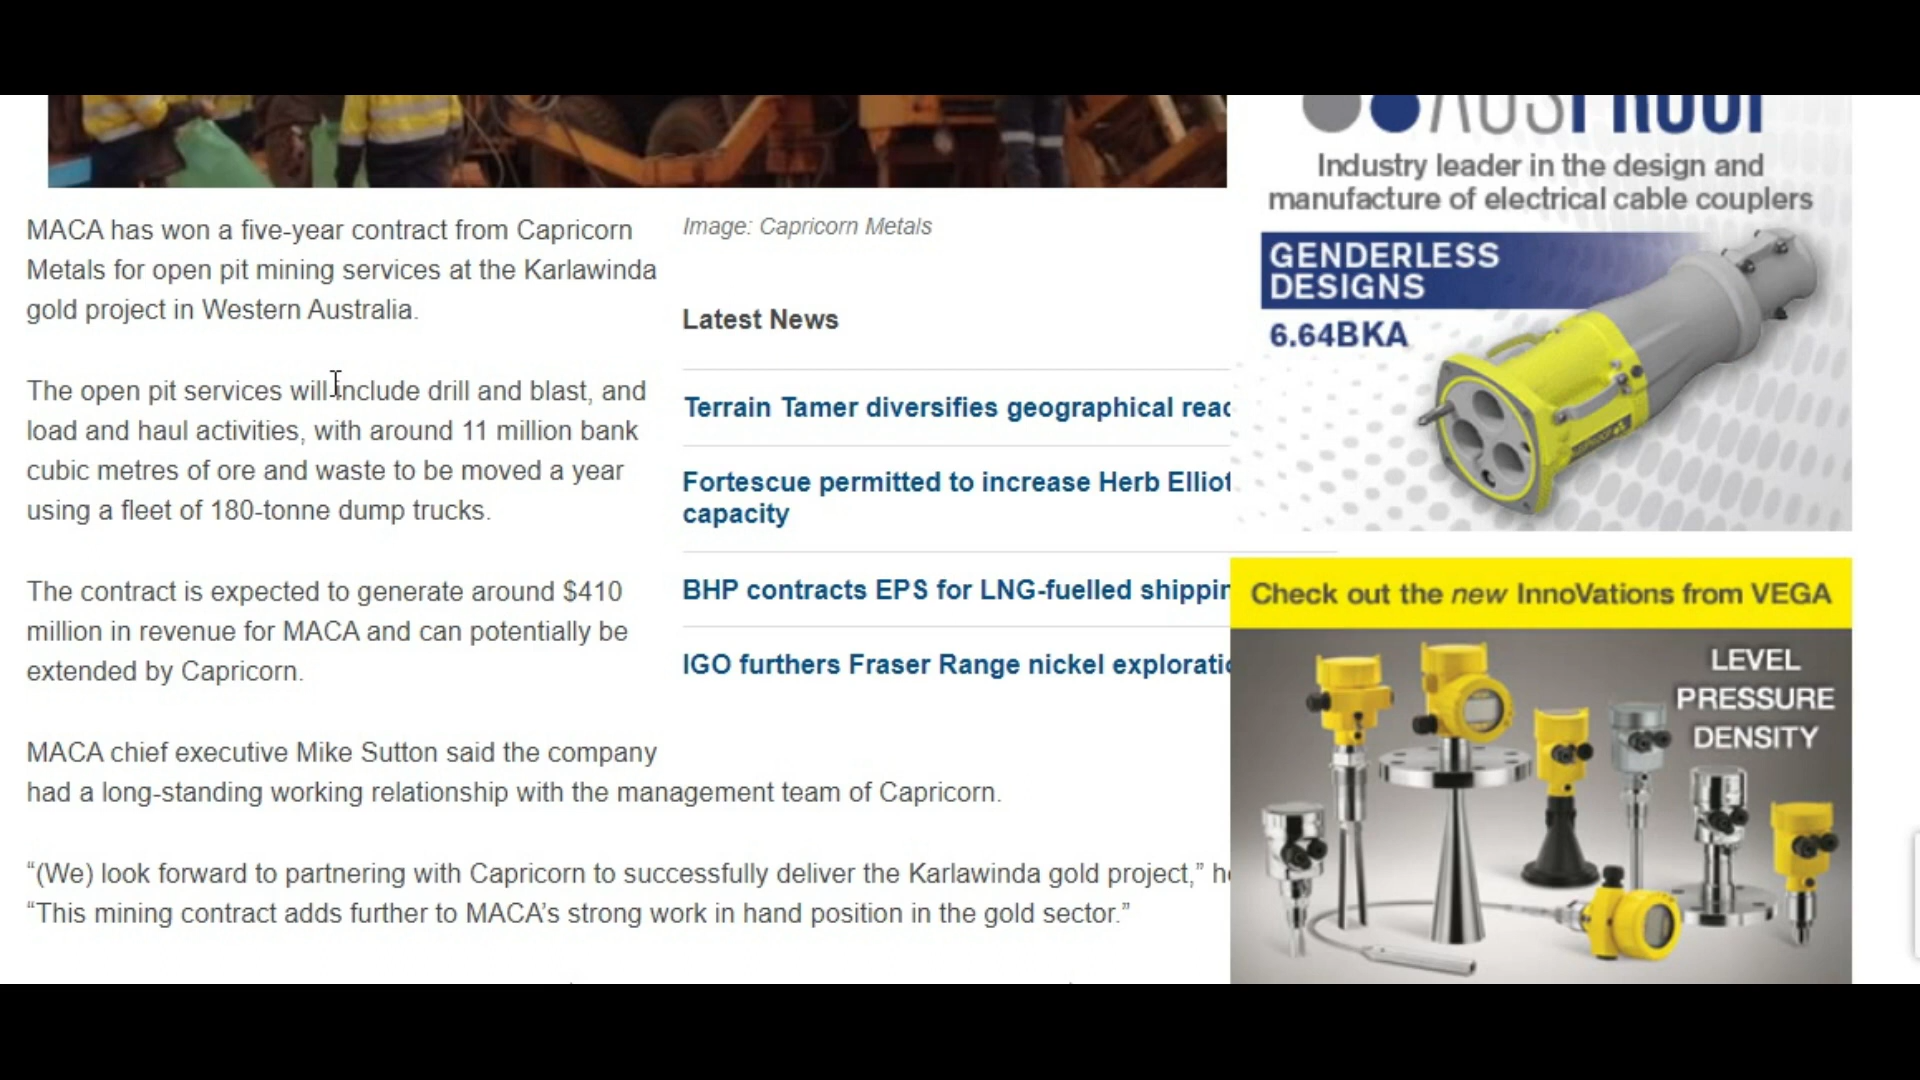 MACA has won a five-year contract from Capricorn
Metals for open pit mining services at the Karlawinda
gold project in Western Australia.
The open pit services will include drill and blast, and
load and haul activities, with around 11 million bank
cubic metres of ore and waste to be moved a year
using a fleet of 180-tonne dump trucks.
The contract is expected to generate around $410
million in revenue for MACA and can potentially be
extended by Capricorn.
MACA chief executive Mike Sutton said the company
had a long-standing working relationship with the management team of Capricorn.
“(We) look forward to partnering with Capricorn to successfully deliver the Karlawinda gold project,”
“This mining contract adds further to MACA’s strong work in hand position in the gold sector.”
Image: Capricorn Metals
Latest News
Terrain Tamer diversifies geographical
Fortescue permitted to increase Herb
capacity
BHP contracts EPS for LNG-fuelled
IGO furthers Fraser Range nickel
AUSPROOF
Industry leader in the design and
manufacture of electrical cable couplers
GENDERLESS
DESIGNS
6.64BKA
Check out the new InnoVations from VEGA
LEVEL
PRESSURE
DENSITY